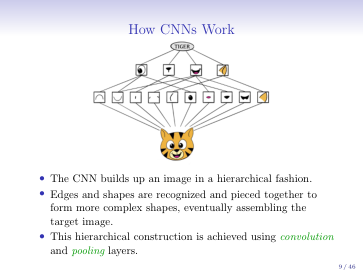 How CNNs Work
TIGER
The CNN builds up an image in a hierarchical fashion.
Edges and shapes are recognized and pieced together to
form more complex shapes, eventually assembling the
target image.
This hierarchical construction is achieved using convolution
and pooling layers.
9 / 46